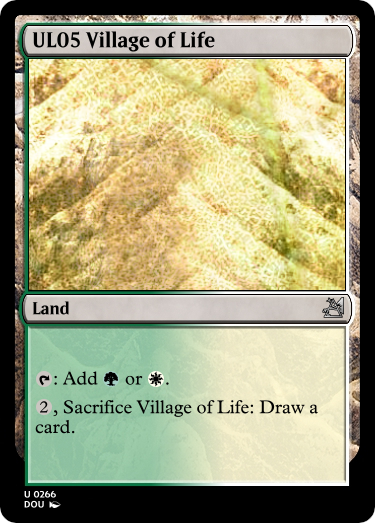 UL05 Village of Life
Land
: Add or .
2, Sacrifice Village of Life: Draw a
card.
U 0266
DOU